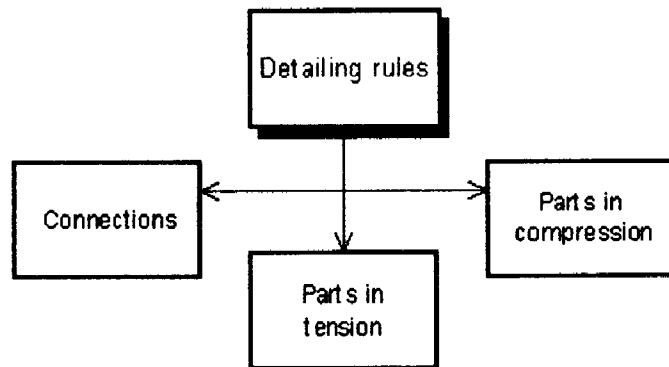 Detailing rules
Connections
Parts in
compression
Parts in
tension